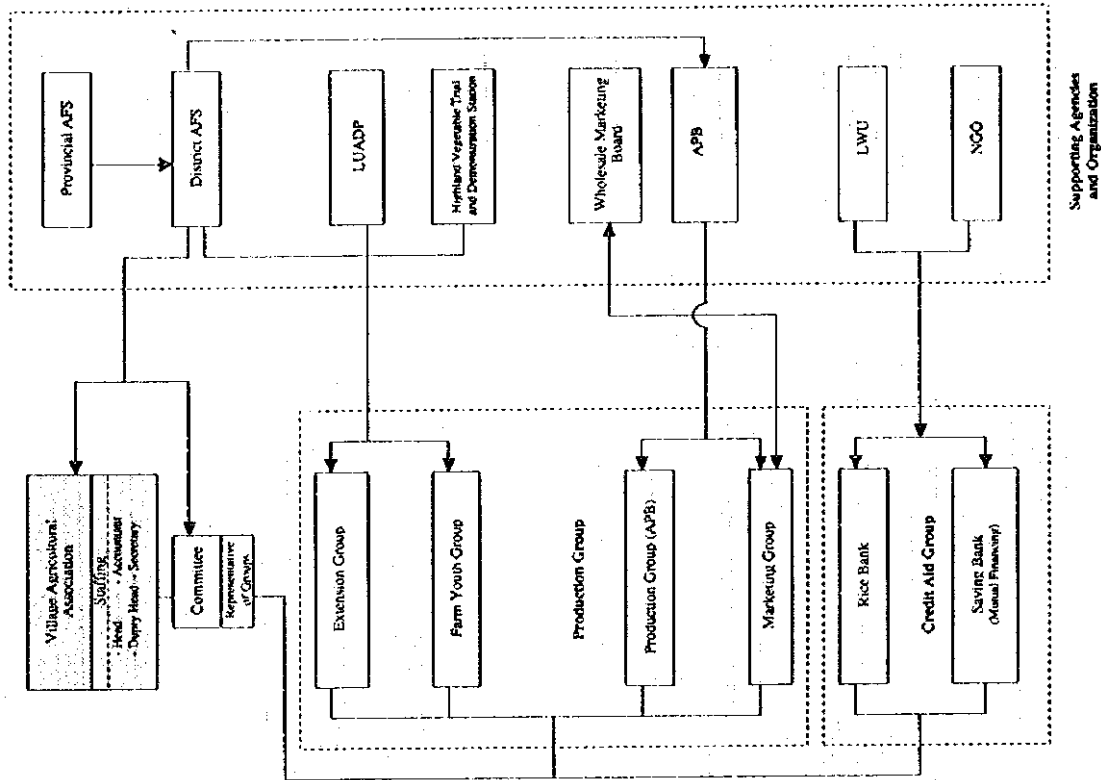 Village Agricultural
Association
Staffing
- Head
- Accountant
- Duputy Head
- Secretary
Committee
Representative
of Groups
Extension Group
Farm Youth Group
Production Group
Production Group (APB)
Marketing Group
Rice Bank
Credit Aid Group
Saving Bank
(Mutual Financing)
Provincial AFS
District AFS
LUADP
Highland Vegetable Trial
and Demonstration Station
Wholesale Marketing
Board
APB
LWU
NGO
Supporting Agencies
and Organization